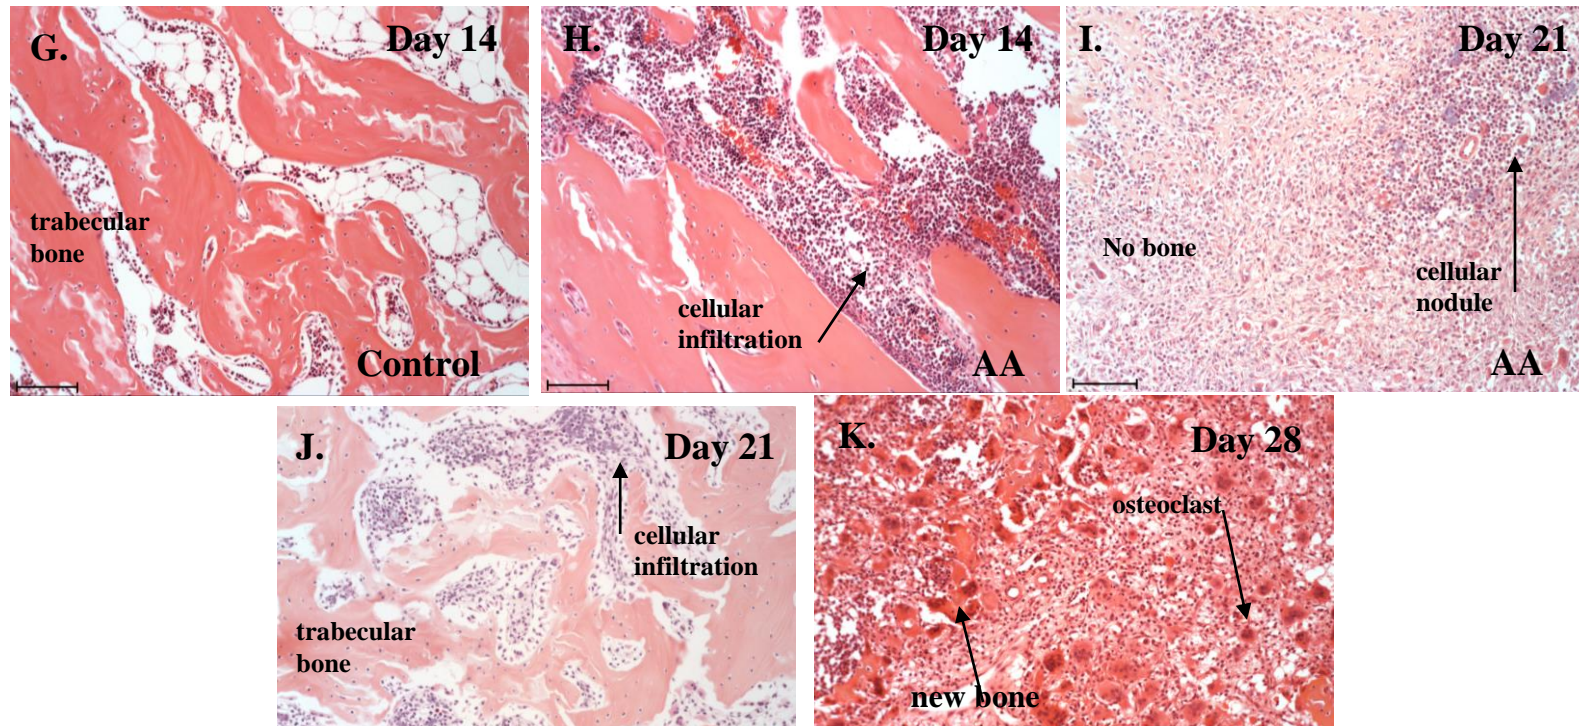 G.
Day 14
trabecular
bone
Control
H.
Day 14
cellular
infiltration
AA
I.
Day 21
No bone
cellular
nodule
AA
J.
Day 21
cellular
infiltration
trabecular
bone
K.
Day 28
osteoclast
new bone